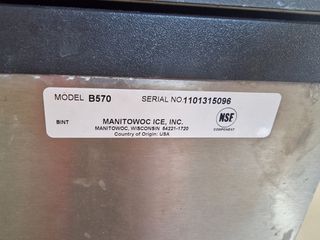 MODEL B570 SERIAL NO.1101315096
BINT MANITOWOC ICE, INC.
MANITOWOC, WISCONSIN 54221-1720
Country of Origin: USA
NSF
COMPONENT